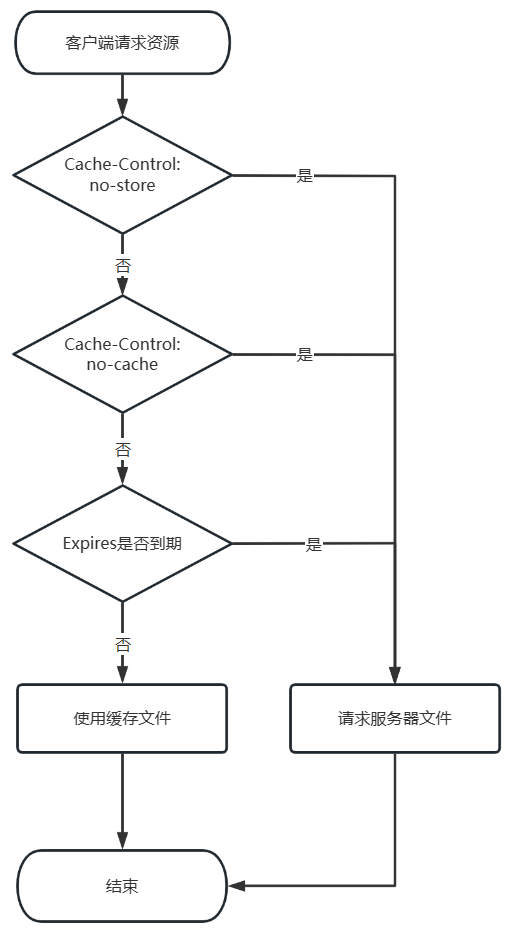 客户端请求资源
Cache-Control:
no-store
是
否
Cache-Control:
no-cache
是
否
Expires是否到期
是
否
使用缓存文件
请求服务器文件
结束